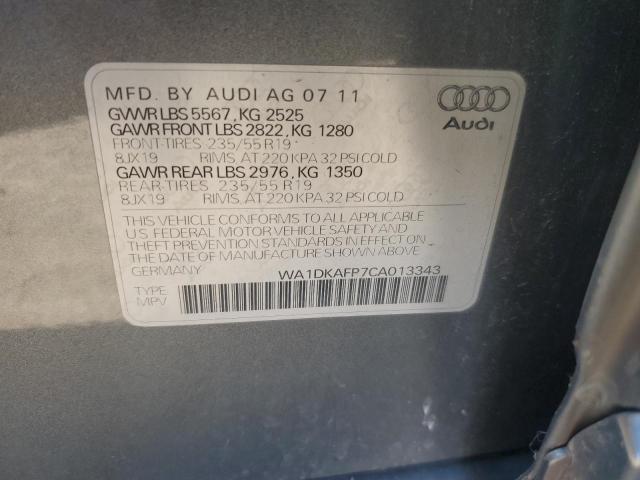 MFD. BY AUDI AG 07 11
GVWR LBS 5567, KG 2525
GAWR FRONT LBS 2822, KG 1280
FRONT-TIRES 235/55 R19
8JX19 RIMS, AT 220 KPA 32 PSI COLD
GAWR REAR LBS 2976, KG 1350
REAR-TIRES 235/55 R19
8JX19 RIMS, AT 220 KPA 32 PSI COLD
THIS VEHICLE CONFORMS TO ALL APPLICABLE
U S FEDERAL MOTOR VEHICLE SAFETY AND
THEFT PREVENTION STANDARDS IN EFFECT ON
THE DATE OF MANUFACTURE SHOWN ABOVE
GERMANY WA1DKAFP7CA013343
TYPE
MPV
Audi